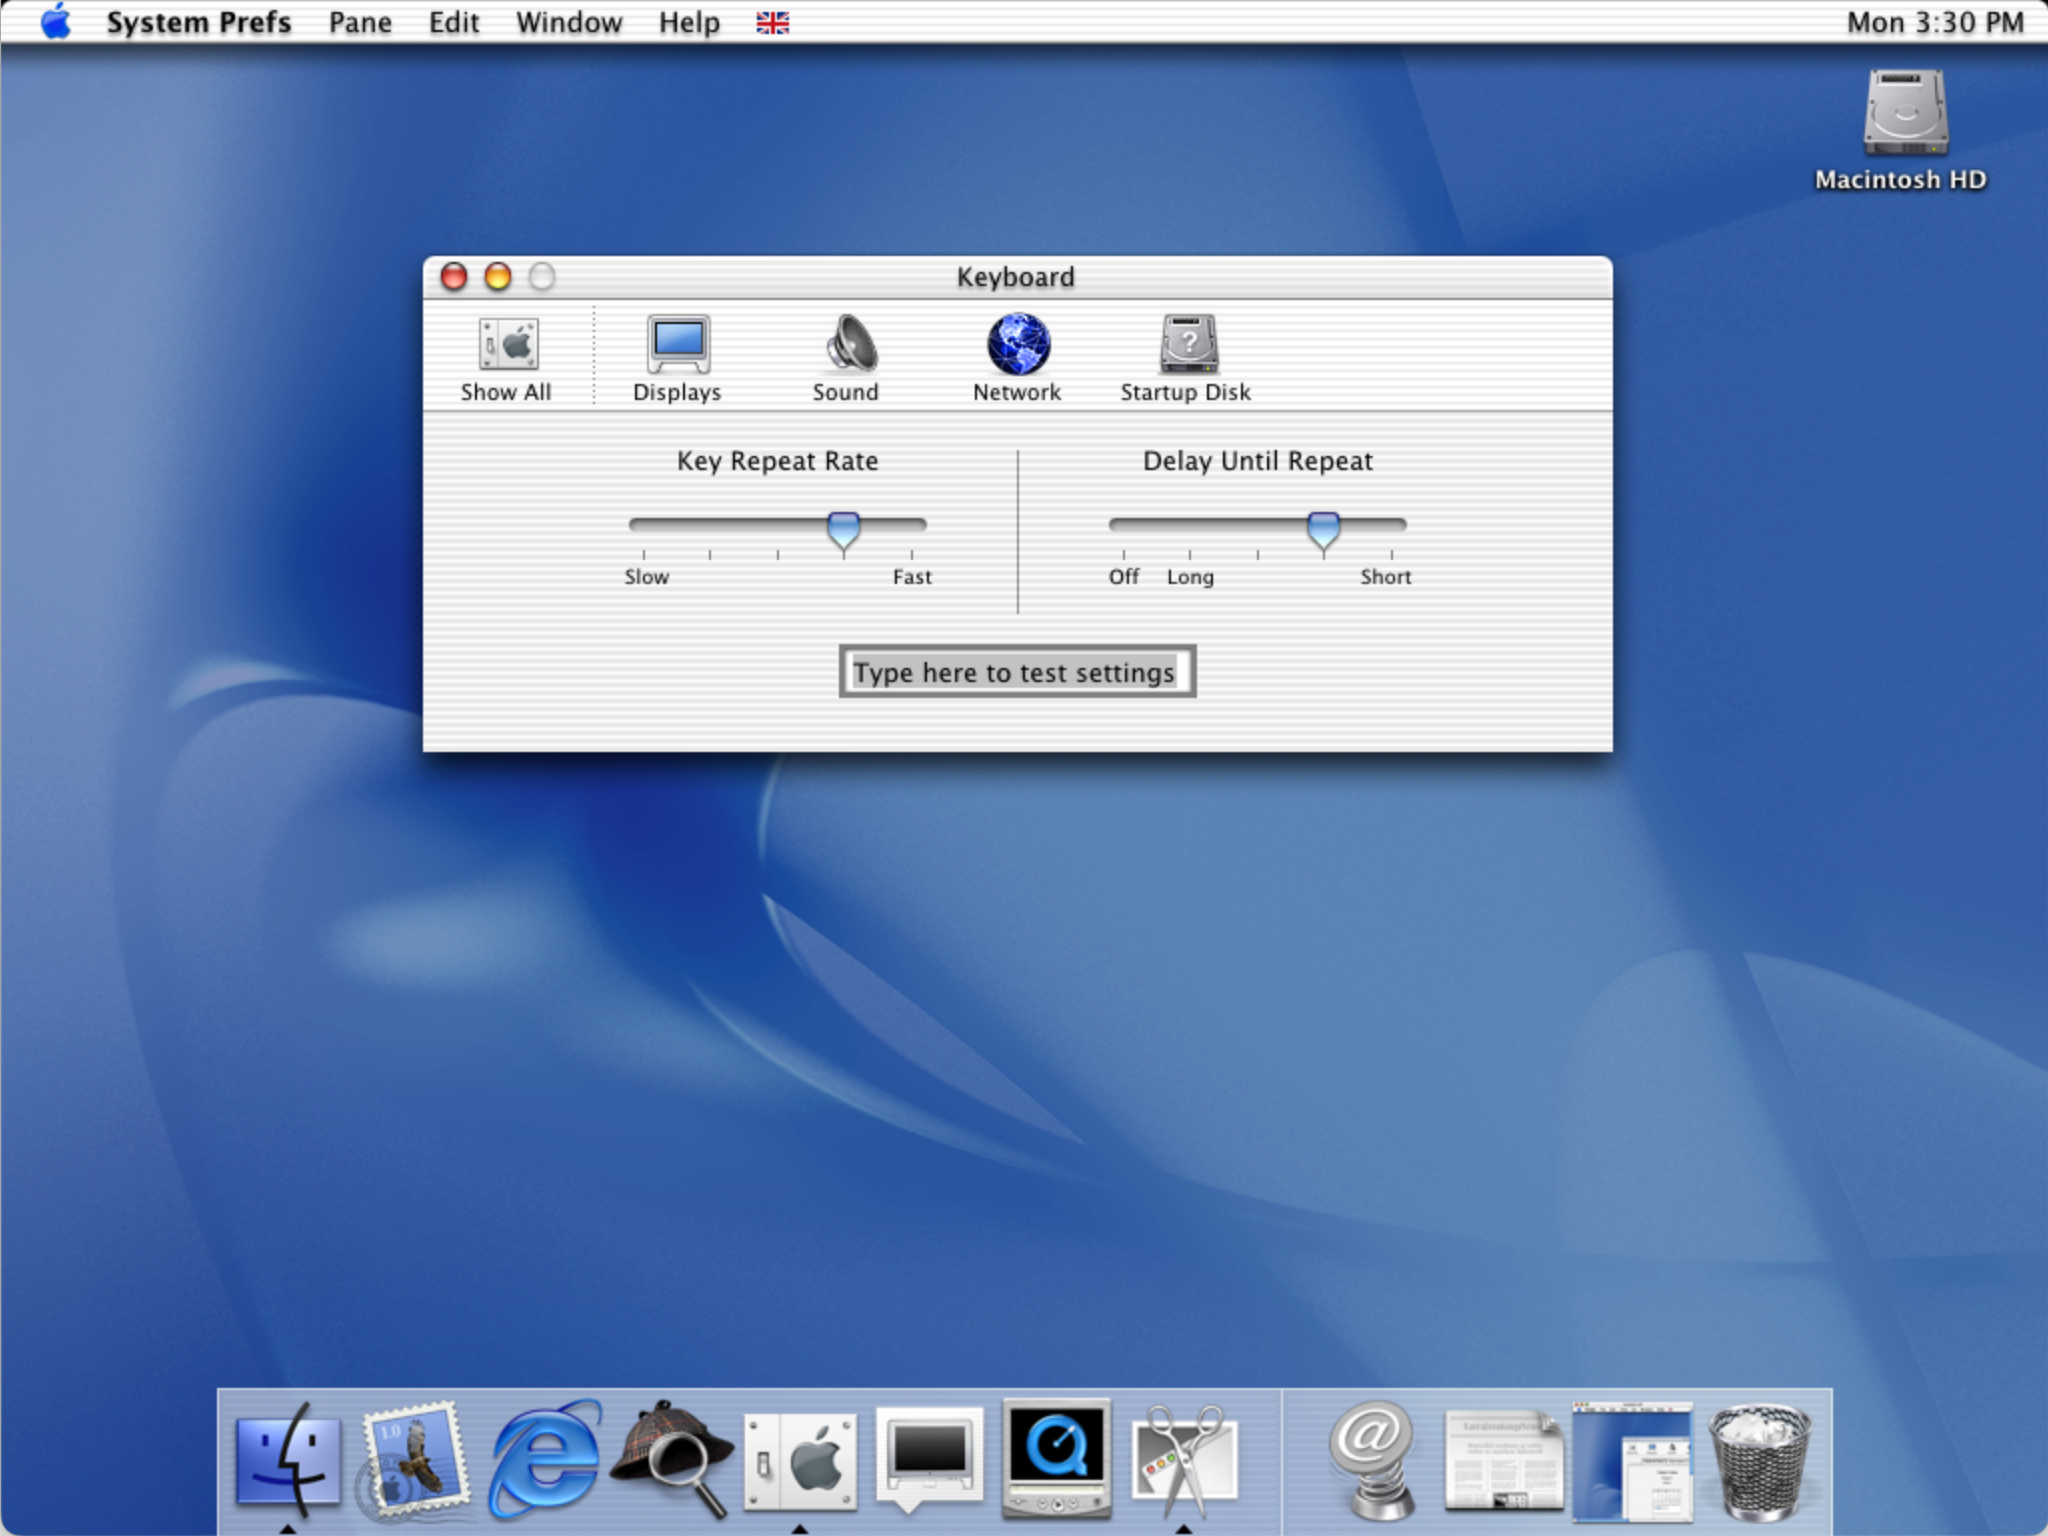 System Prefs Pane Edit Window Help Mon 3:30 PM
Macintosh HD
Keyboard
Show All Displays Sound Network Startup Disk
Key Repeat Rate Delay Until Repeat
Slow Fast Off Long Short
Type here to test settings
1.0